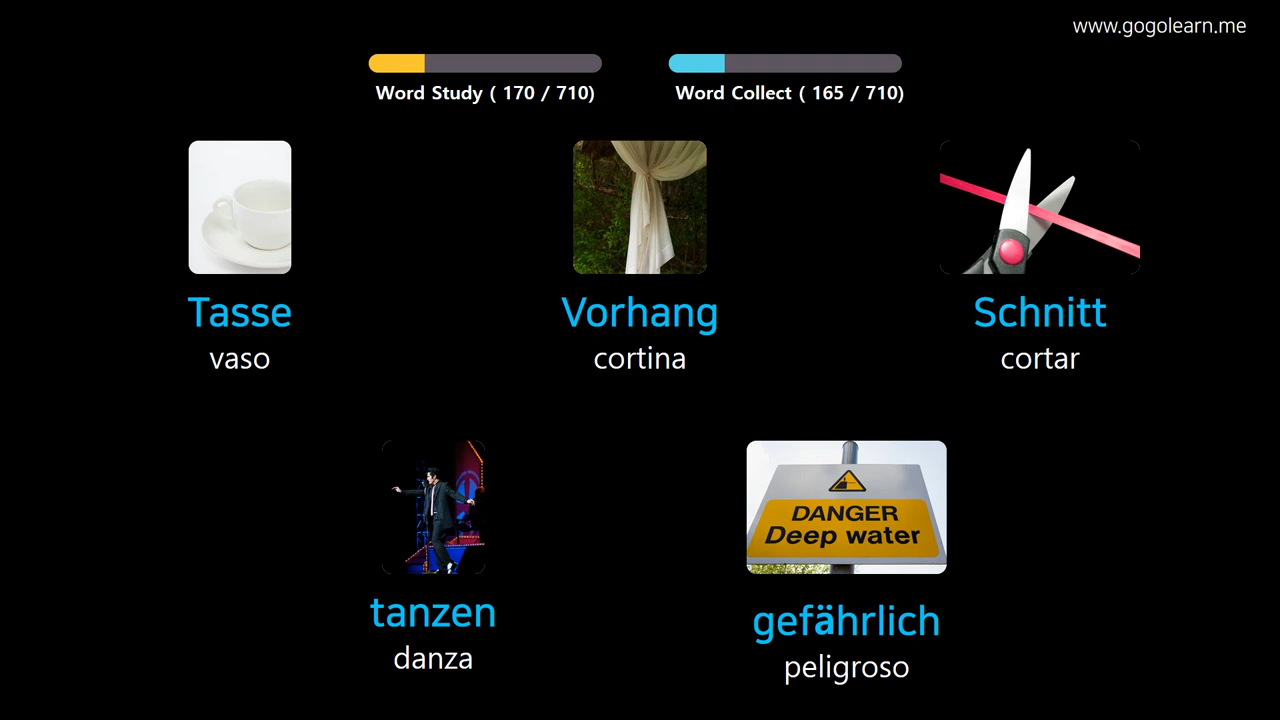 www.gogolearn.me
Word Study ( 170 / 710)
Word Collect ( 165 / 710)
Tasse
vaso
Vorhang
cortina
Schnitt
cortar
tanzen
danza
DANGER
Deep water
gefährlich
peligroso